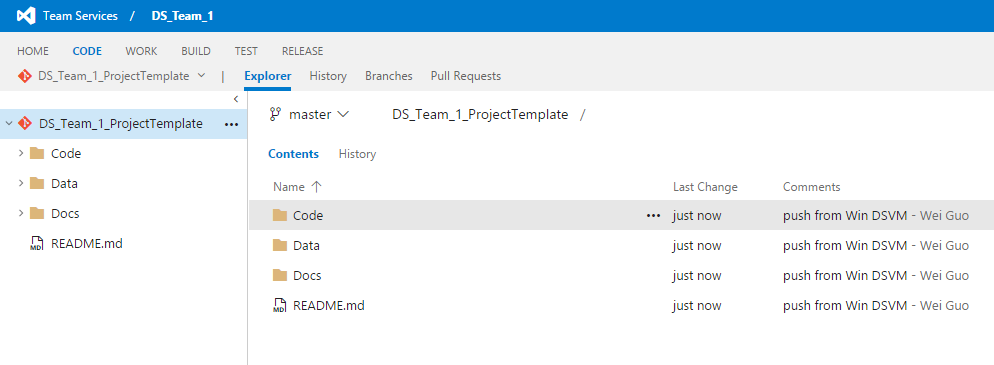 Team Services / DS_Team_1
HOME CODE WORK BUILD TEST RELEASE
DS_Team_1_ProjectTemplate | Explorer History Branches Pull Requests
DS_Team_1_ProjectTemplate ...
Code
Data
Docs
README.md
master DS_Team_1_ProjectTemplate /
Contents History
Name Last Change Comments
Code ... just now push from Win DSVM - Wei Guo
Data just now push from Win DSVM - Wei Guo
Docs just now push from Win DSVM - Wei Guo
README.md just now push from Win DSVM - Wei Guo